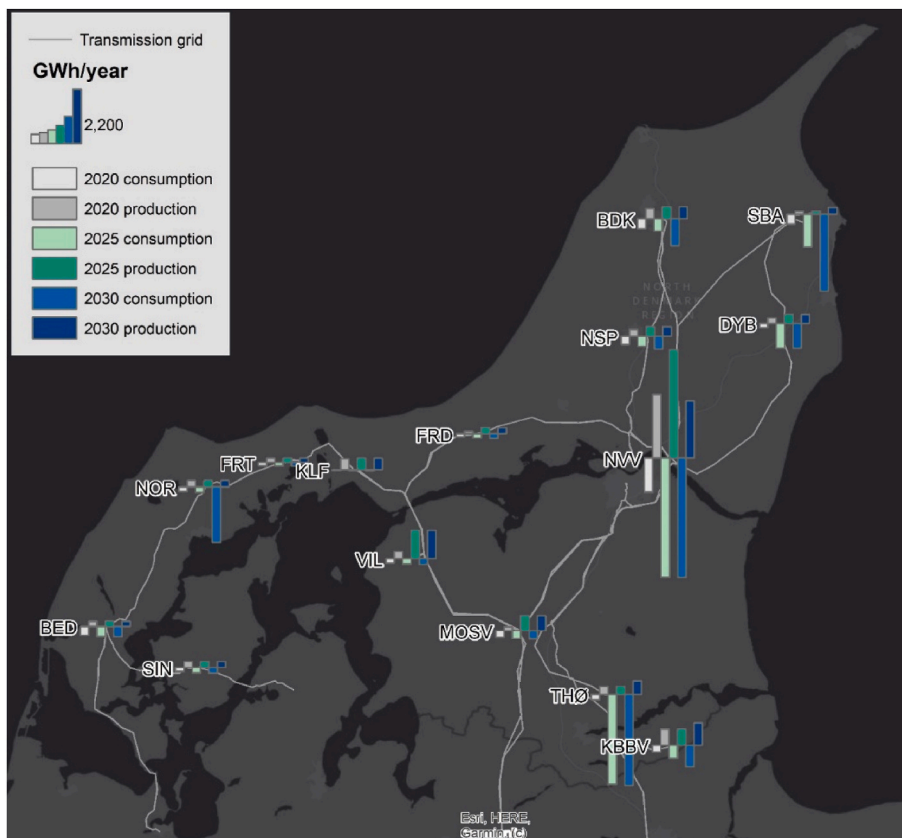 Transmission grid
GWh/year
2,200
2020 consumption
2020 production
2025 consumption
2025 production
2030 consumption
2030 production
BDK
SBA
NORTH
DENMARK
REGION
DYB
NSP
FRD
NVV
FRT
KLF
NOR
VIL
BED
MOSV
SIN
THØ
KBBV
Esri, HERE,
Garmin, (c)